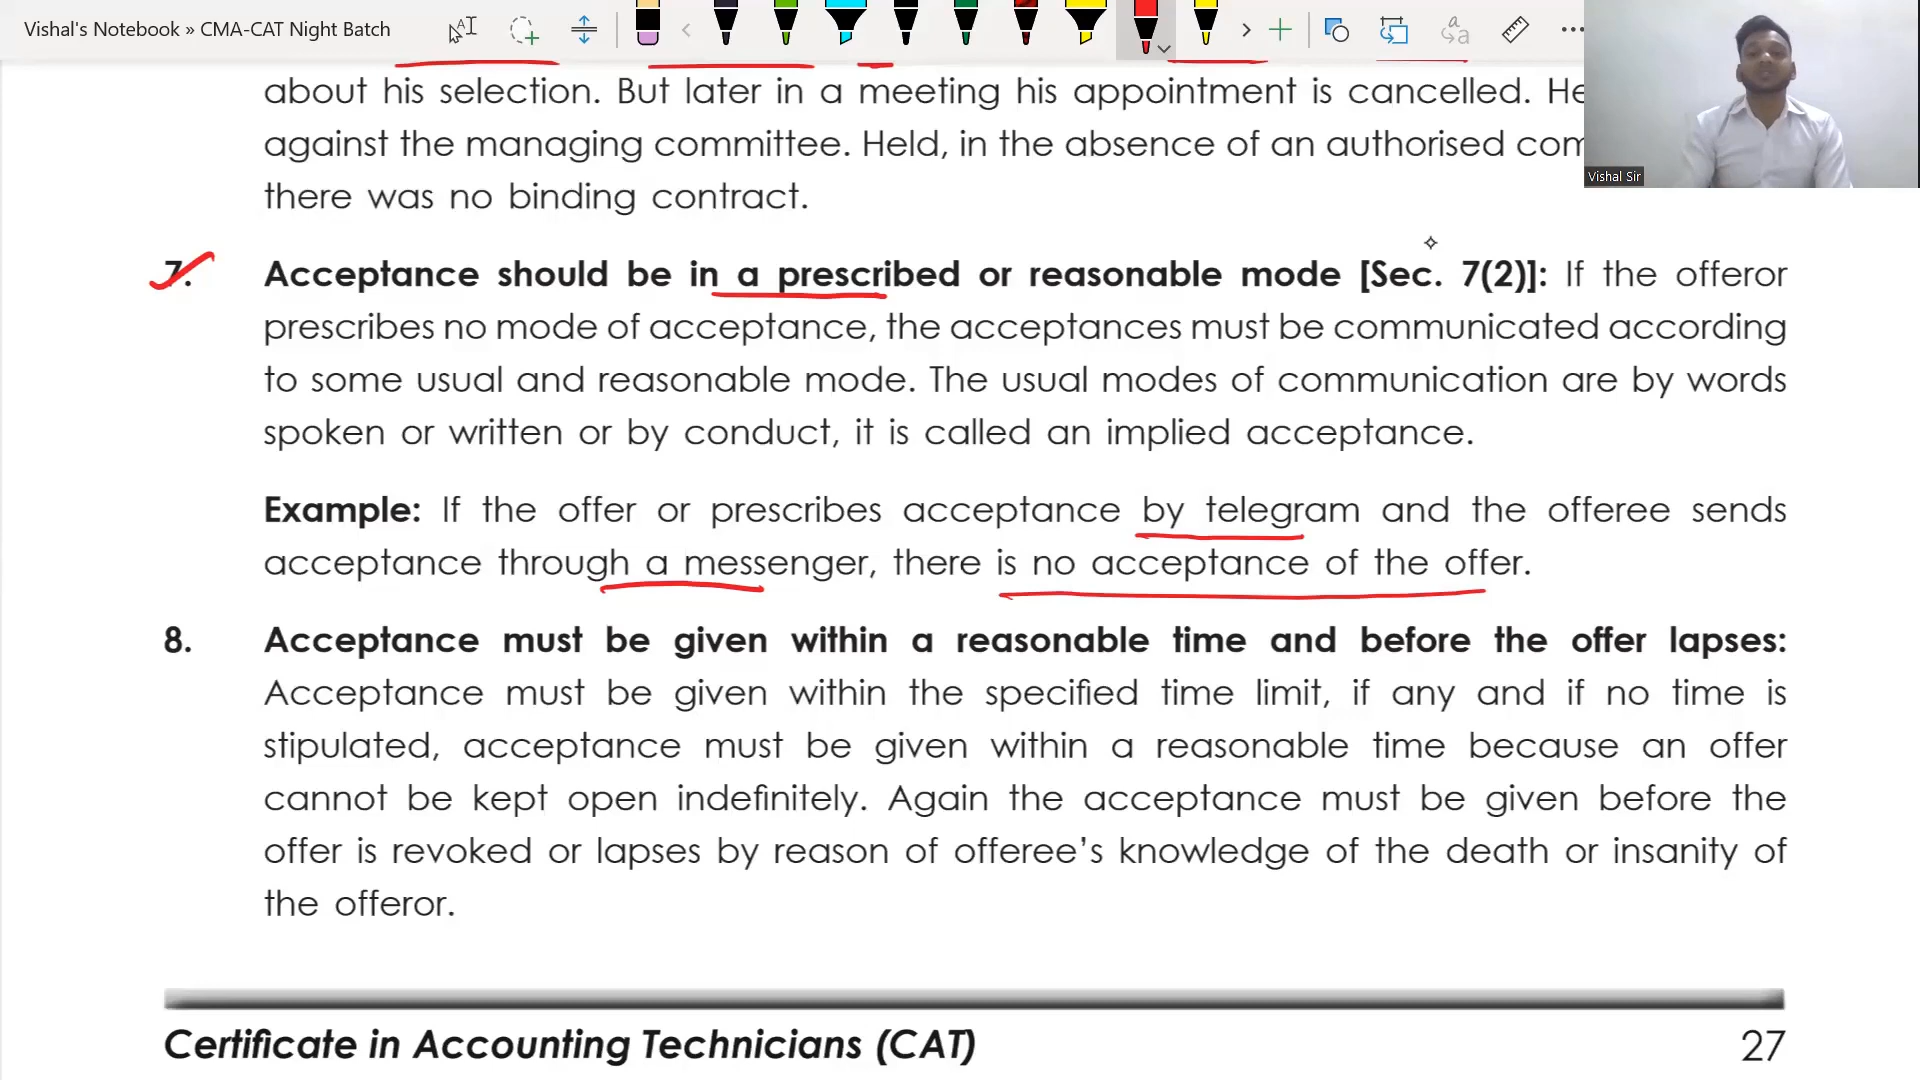 Vishal's Notebook » CMA-CAT Night Batch
about his selection. But later in a meeting his appointment is cancelled. He
against the managing committee. Held, in the absence of an authorised com
there was no binding contract.
Vishal Sir
7. Acceptance should be in a prescribed or reasonable mode [Sec. 7(2)]: If the offeror
prescribes no mode of acceptance, the acceptances must be communicated according
to some usual and reasonable mode. The usual modes of communication are by words
spoken or written or by conduct, it is called an implied acceptance.
Example: If the offer or prescribes acceptance by telegram and the offeree sends
acceptance through a messenger, there is no acceptance of the offer.
8. Acceptance must be given within a reasonable time and before the offer lapses:
Acceptance must be given within the specified time limit, if any and if no time is
stipulated, acceptance must be given within a reasonable time because an offer
cannot be kept open indefinitely. Again the acceptance must be given before the
offer is revoked or lapses by reason of offeree’s knowledge of the death or insanity of
the offeror.
Certificate in Accounting Technicians (CAT) 27